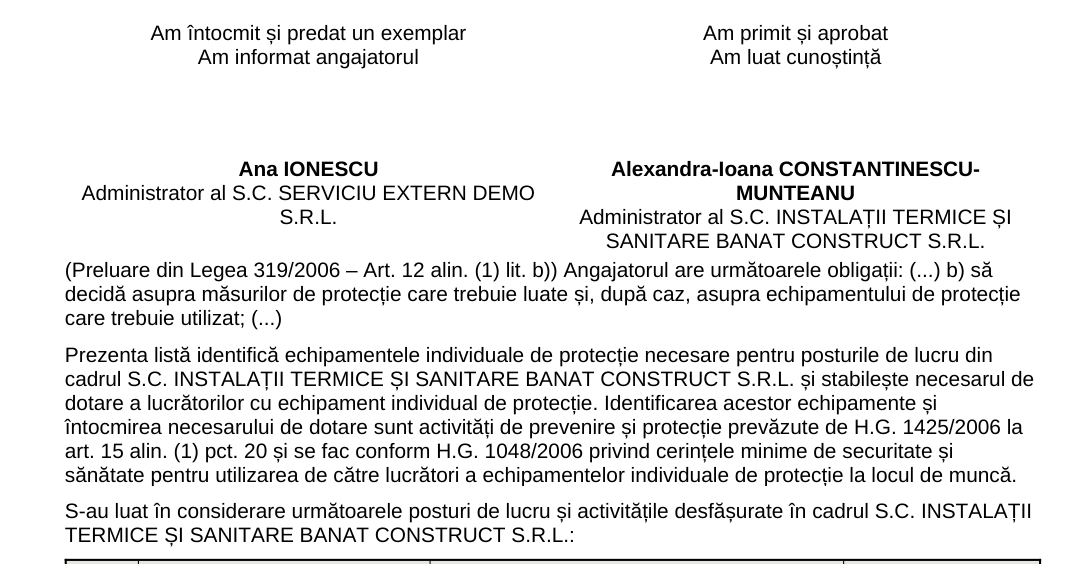 Am întocmit și predat un exemplar
Am informat angajatorul
Am primit și aprobat
Am luat cunoștință
Ana IONESCU
Administrator al S.C. SERVICIU EXTERN DEMO
S.R.L.
Alexandra-Ioana CONSTANTINESCU-
MUNTEANU
Administrator al S.C. INSTALAȚII TERMICE ȘI
SANITARE BANAT CONSTRUCT S.R.L.
(Preluare din Legea 319/2006 – Art. 12 alin. (1) lit. b)) Angajatorul are următoarele obligații: (...) b) să
decidă asupra măsurilor de protecție care trebuie luate și, după caz, asupra echipamentului de protecție
care trebuie utilizat; (...)
Prezenta listă identifică echipamentele individuale de protecție necesare pentru posturile de lucru din
cadrul S.C. INSTALAȚII TERMICE ȘI SANITARE BANAT CONSTRUCT S.R.L. și stabilește necesarul de
dotare a lucrătorilor cu echipament individual de protecție. Identificarea acestor echipamente și
întocmirea necesarului de dotare sunt activități de prevenire și protecție prevăzute de H.G. 1425/2006 la
art. 15 alin. (1) pct. 20 și se fac conform H.G. 1048/2006 privind cerințele minime de securitate și
sănătate pentru utilizarea de către lucrători a echipamentelor individuale de protecție la locul de muncă.
S-au luat în considerare următoarele posturi de lucru și activitățile desfășurate în cadrul S.C. INSTALAȚII
TERMICE ȘI SANITARE BANAT CONSTRUCT S.R.L.: